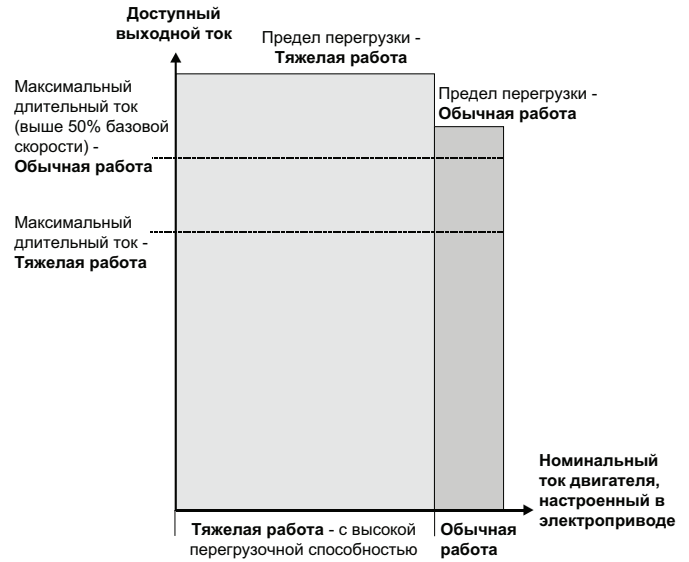 Доступный
выходной ток
Предел перегрузки -
Тяжелая работа
Максимальный
длительный ток
(выше 50% базовой
скорости) -
Обычная работа
Предел перегрузки -
Обычная работа
Максимальный
длительный ток -
Тяжелая работа
Номинальный
ток двигателя,
настроенный в
электроприводе
Тяжелая работа - с высокой
перегрузочной способностью
Обычная
работа